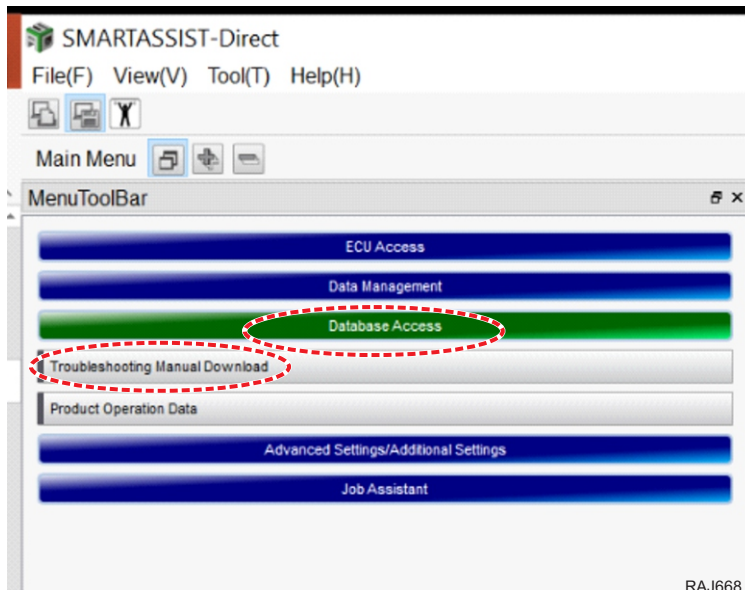 SMARTASSIST-Direct
File(F) View(V) Tool(T) Help(H)
Main Menu
MenuToolBar
ECU Access
Data Management
Database Access
Troubleshooting Manual Download
Product Operation Data
Advanced Settings/Additional Settings
Job Assistant
RAJ668